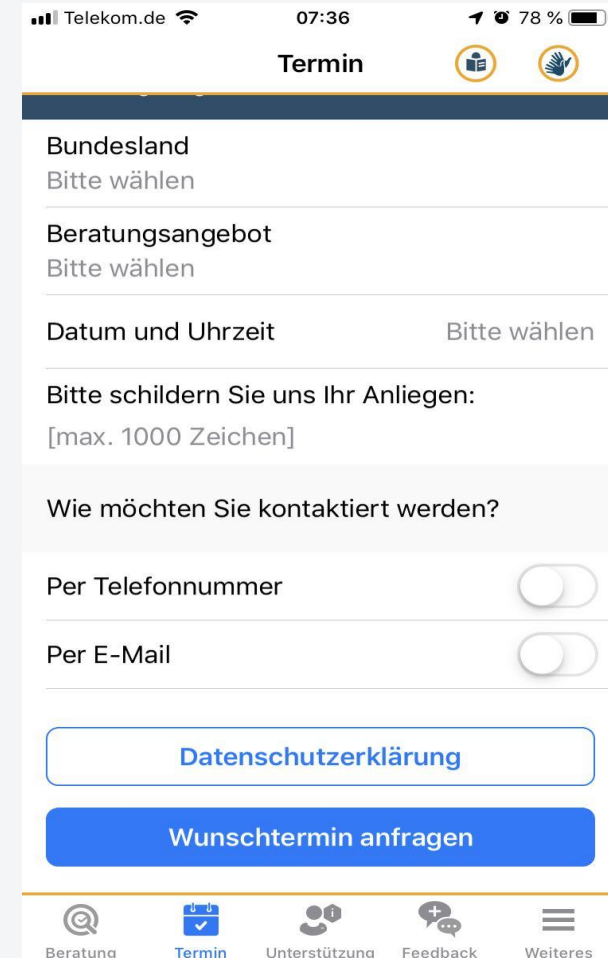 Telekom.de 07:36 78 %
Termin
Bundesland
Bitte wählen
Beratungsangebot
Bitte wählen
Datum und Uhrzeit Bitte wählen
Bitte schildern Sie uns Ihr Anliegen:
[max. 1000 Zeichen]
Wie möchten Sie kontaktiert werden?
Per Telefonnummer
Per E-Mail
Datenschutzerklärung
Wunschtermin anfragen
Beratung Termin Unterstützung Feedback Weiteres